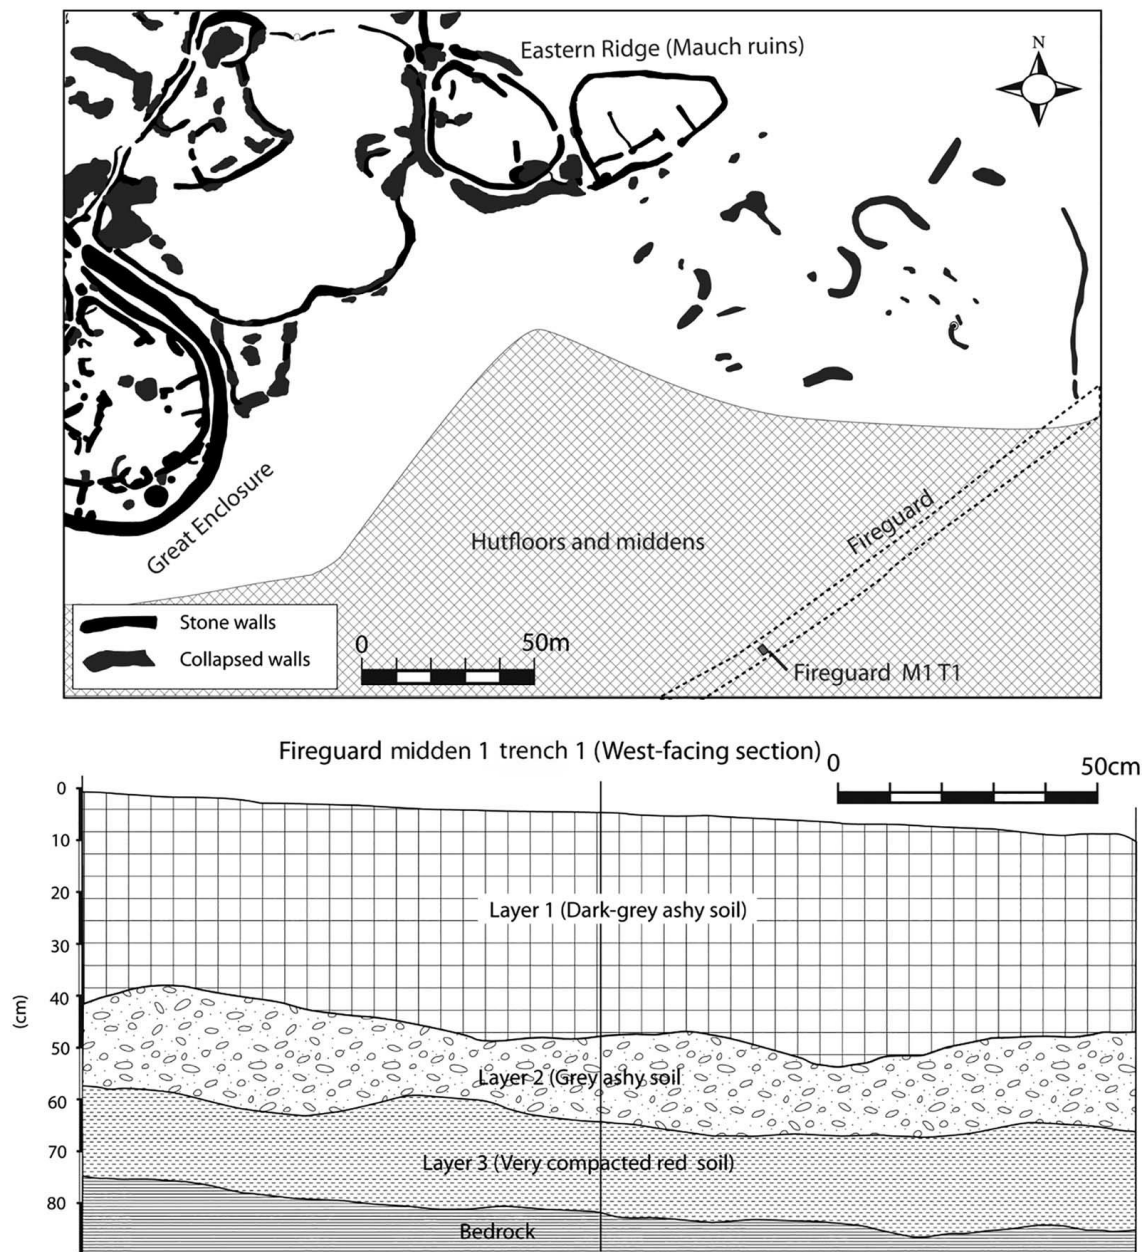 Eastern Ridge (Mauch ruins)
N
Great Enclosure
Hutfloors and middens
Fireguard
Stone walls
Collapsed walls
0 50m
Fireguard M1 T1
Fireguard midden 1 trench 1 (West-facing section)
0 50cm
0
10
20
30
40
50
60
70
80
(cm)
Layer 1 (Dark-grey ashy soil)
Layer 2 (Grey ashy soil
Layer 3 (Very compacted red soil)
Bedrock